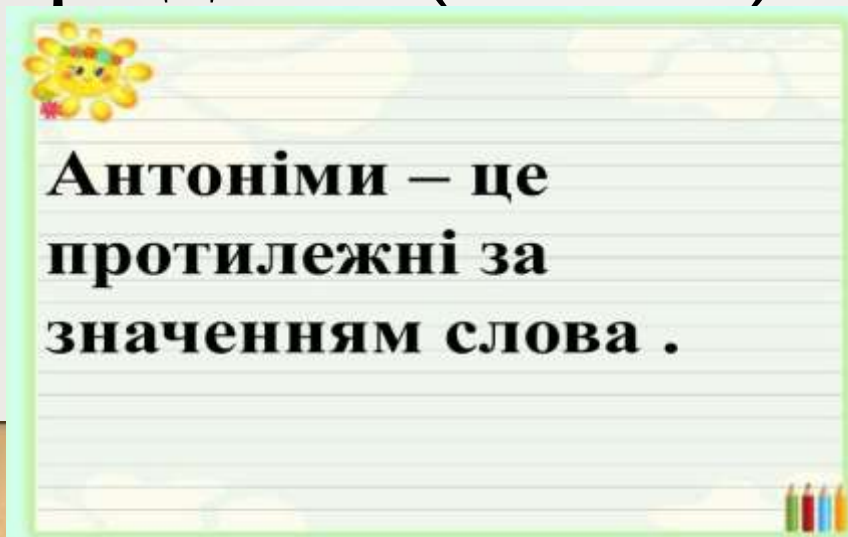 Антоніми – це
протилежні за
значенням слова .